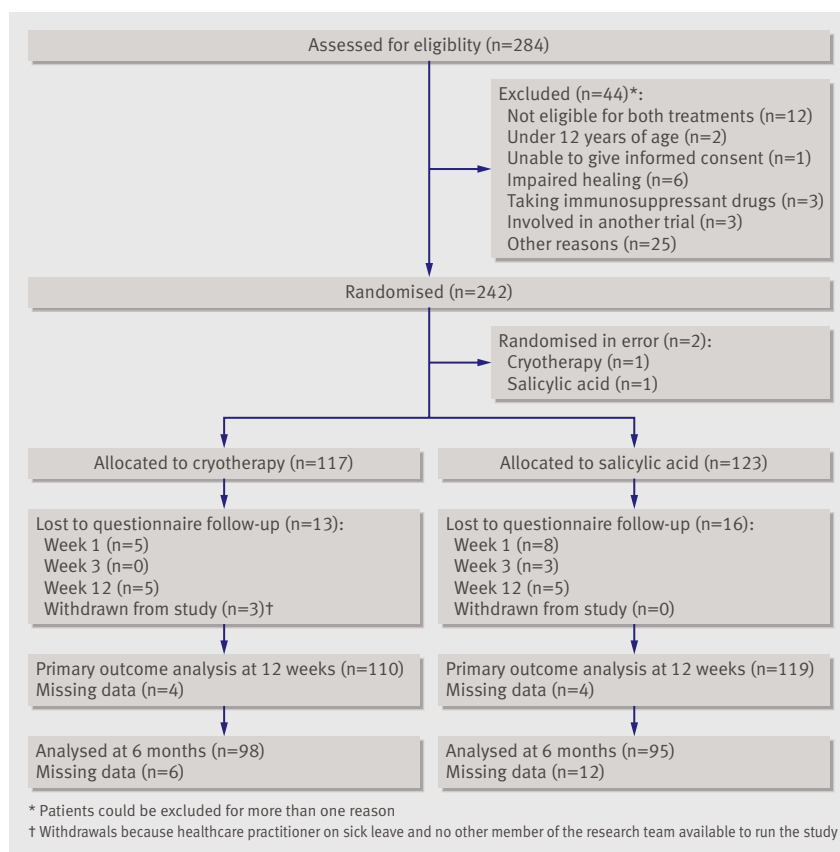 Assessed for eligiblity (n=284)
Excluded (n=44)*:
Not eligible for both treatments (n=12)
Under 12 years of age (n=2)
Unable to give informed consent (n=1)
Impaired healing (n=6)
Taking immunosuppressant drugs (n=3)
Involved in another trial (n=3)
Other reasons (n=25)
Randomised (n=242)
Randomised in error (n=2):
Cryotherapy (n=1)
Salicylic acid (n=1)
Allocated to cryotherapy (n=117)
Allocated to salicylic acid (n=123)
Lost to questionnaire follow-up (n=13):
Week 1 (n=5)
Week 3 (n=0)
Week 12 (n=5)
Withdrawn from study (n=3)†
Lost to questionnaire follow-up (n=16):
Week 1 (n=8)
Week 3 (n=3)
Week 12 (n=5)
Withdrawn from study (n=0)
Primary outcome analysis at 12 weeks (n=110)
Missing data (n=4)
Primary outcome analysis at 12 weeks (n=119)
Missing data (n=4)
Analysed at 6 months (n=98)
Missing data (n=6)
Analysed at 6 months (n=95)
Missing data (n=12)
* Patients could be excluded for more than one reason
† Withdrawals because healthcare practitioner on sick leave and no other member of the research team available to run the study